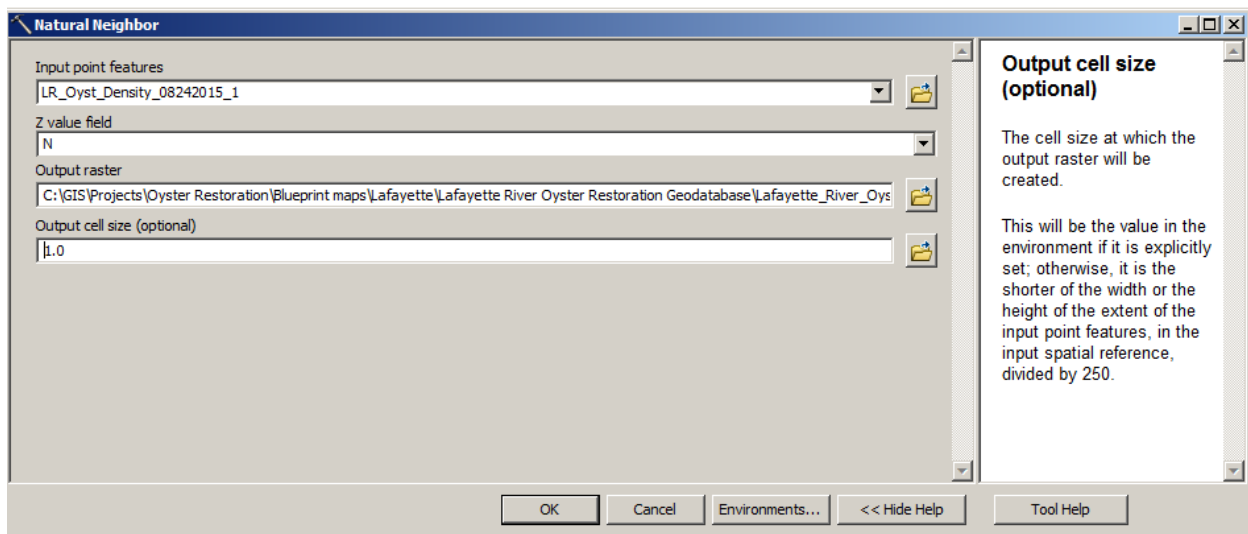 Natural Neighbor
Input point features
LR_Oyst_Density_08242015_1
Z value field
N
Output raster
C:\GIS\Projects\Oyster Restoration\Blueprint maps\Lafayette\Lafayette River Oyster Restoration Geodatabase\Lafayette_River_Oys
Output cell size (optional)
1.0
Output cell size
(optional)
The cell size at which the
output raster will be
created.
This will be the value in the
environment if it is explicitly
set; otherwise, it is the
shorter of the width or the
height of the extent of the
input point features, in the
input spatial reference,
divided by 250.
OK
Cancel
Environments...
<< Hide Help
Tool Help